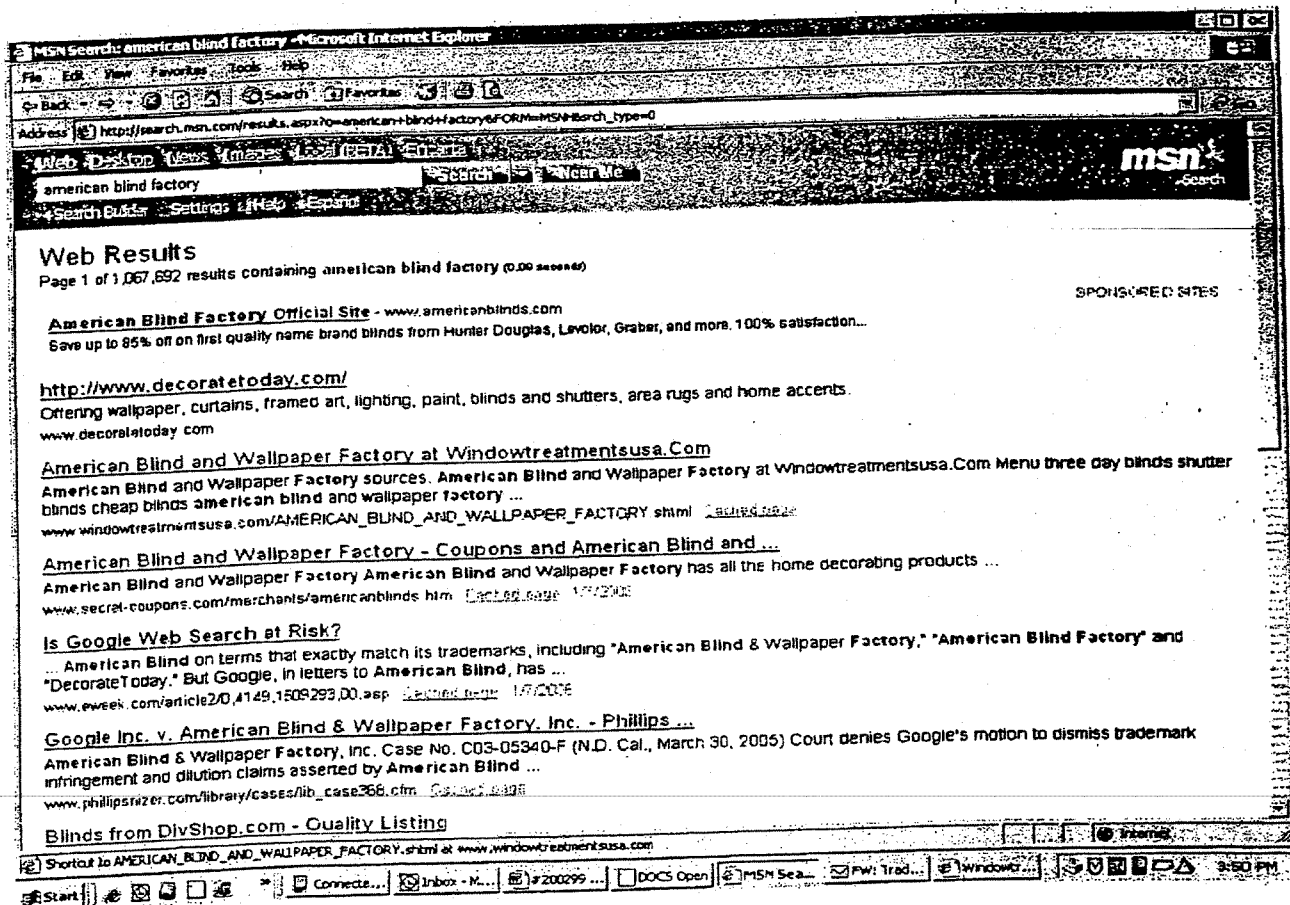 MSN Search: american blind factory - Microsoft Internet Explorer
File Edit View Favorites Tools Help
Back Search Favorites
Address http://search.msn.com/results.aspx?q=american+blind+factory&FORM=MSNH&srch_type=0
Web Desktop News Images Local (BETA) Encarta
american blind factory Search Near Me
msn Search
+Search Builder Settings Help Español
Web Results
Page 1 of 1,067,692 results containing american blind factory (0.09 seconds)
SPONSORED SITES
American Blind Factory Official Site - www.americanblinds.com
Save up to 85% off on first quality name brand blinds from Hunter Douglas, Levolor, Graber, and more. 100% satisfaction...
http://www.decoratetoday.com/
Offering wallpaper, curtains, framed art, lighting, paint, blinds and shutters, area rugs and home accents.
www.decoratetoday.com
American Blind and Wallpaper Factory at Windowtreatmentsusa.Com
American Blind and Wallpaper Factory sources. American Blind and Wallpaper Factory at Windowtreatmentsusa.Com Menu three day blinds shutter
blinds cheap blinds american blind and wallpaper factory ...
www.windowtreatmentsusa.com/AMERICAN_BLIND_AND_WALLPAPER_FACTORY.shtml Cached page
American Blind and Wallpaper Factory - Coupons and American Blind and ...
American Blind and Wallpaper Factory American Blind and Wallpaper Factory has all the home decorating products ...
www.secret-coupons.com/merchants/americanblinds.htm Cached page
Is Google Web Search at Risk?
... American Blind on terms that exactly match its trademarks, including "American Blind & Wallpaper Factory," "American Blind Factory" and
"DecorateToday." But Google, in letters to American Blind, has ...
www.eweek.com/article2/0,4149,1509293,00.asp Cached page
Google Inc. v. American Blind & Wallpaper Factory, Inc. - Phillips ...
American Blind & Wallpaper Factory, Inc. Case No. C03-05340-F (N.D. Cal., March 30, 2005) Court denies Google's motion to dismiss trademark
infringement and dilution claims asserted by American Blind ...
www.phillipsnizer.com/library/cases/lib_case368.cfm Cached page
Blinds from DivShop.com - Quality Listing
Shortcut to AMERICAN_BLIND_AND_WALLPAPER_FACTORY.shtml at www.windowtreatmentsusa.com Internet
Start Connecte... Inbox - M... #200299 ... DOCS Open MSN Sea... FW: Trad... Window... 3:50 PM